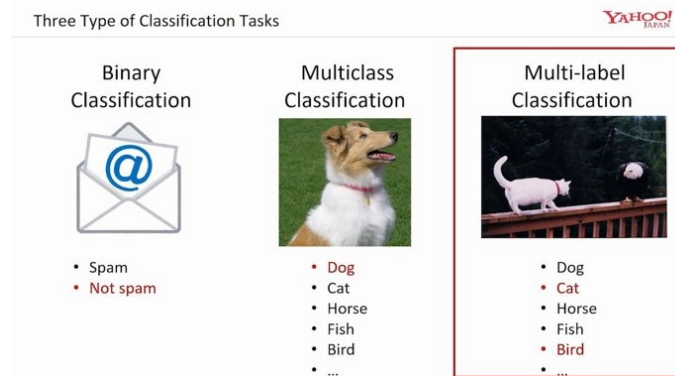 Three Type of Classification Tasks
YAHOO!
JAPAN
Binary
Classification
@
• Spam
• Not spam
Multiclass
Classification
• Dog
• Cat
• Horse
• Fish
• Bird
• ...
Multi-label
Classification
• Dog
• Cat
• Horse
• Fish
• Bird
• ...